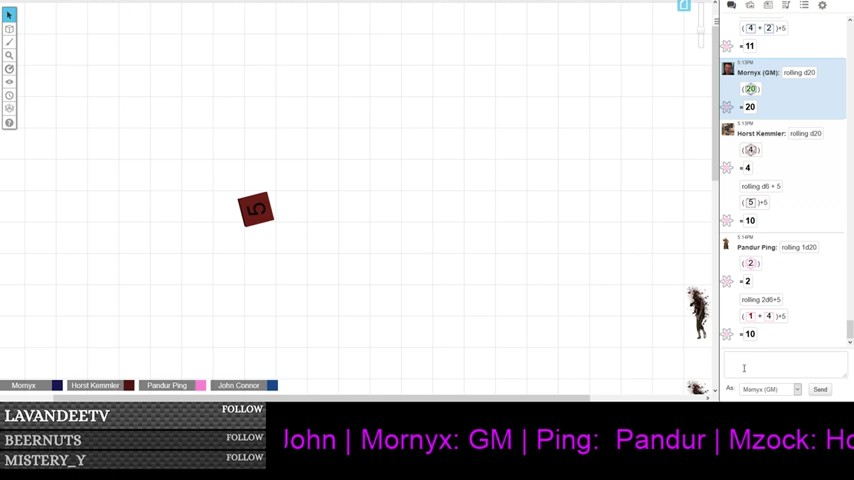 5
( 4 + 2 )+5
= 11
5:13PM
Mornyx (GM): rolling d20
( 20 )
= 20
5:13PM
Horst Kemmler: rolling d20
( 4 )
= 4
rolling d6 + 5
( 5 )+5
= 10
5:14PM
Pandur Ping: rolling 1d20
( 2 )
= 2
rolling 2d6+5
( 1 + 4 )+5
= 10
As: Mornyx (GM) Send
Mornyx Horst Kemmler Pandur Ping John Connor
LAVANDEETV FOLLOW
BEERNUTS FOLLOW
MISTERY_Y FOLLOW
John | Mornyx: GM | Ping: Pandur | Mzock: Ho